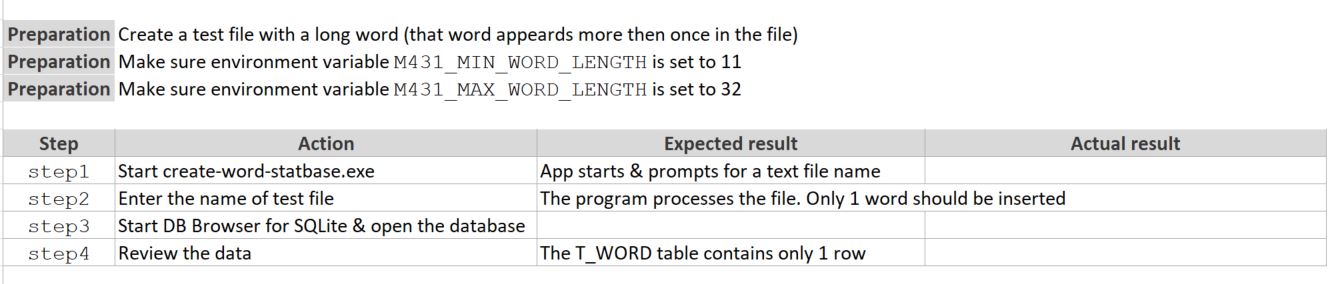 Preparation Create a test file with a long word (that word appeards more then once in the file)
Preparation Make sure environment variable M431_MIN_WORD_LENGTH is set to 11
Preparation Make sure environment variable M431_MAX_WORD_LENGTH is set to 32
Step Action Expected result Actual result
step1 Start create-word-statbase.exe App starts & prompts for a text file name
step2 Enter the name of test file The program processes the file. Only 1 word should be inserted
step3 Start DB Browser for SQLite & open the database
step4 Review the data The T_WORD table contains only 1 row